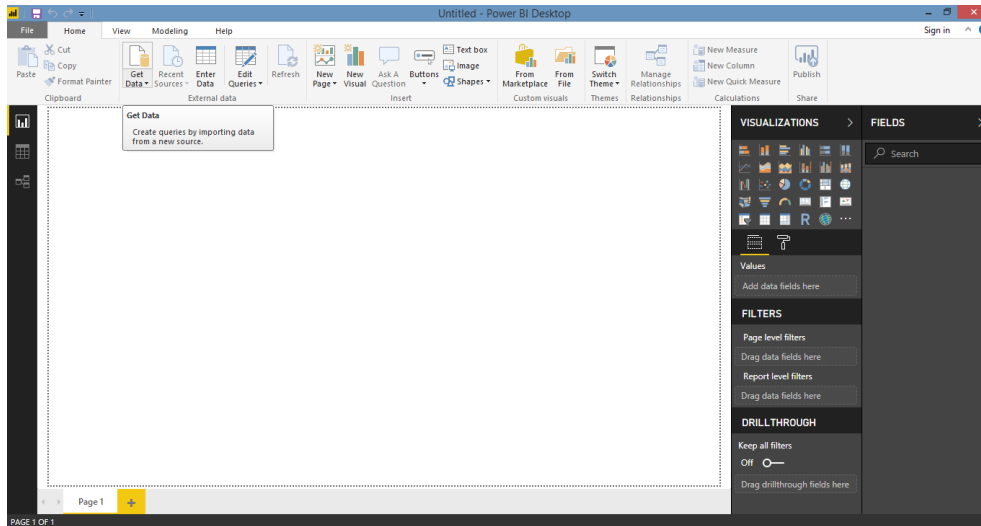 Untitled - Power BI Desktop
File Home View Modeling Help Sign in
Paste
Cut
Copy
Format Painter
Clipboard
Get Data
Recent Sources
Enter Data
Edit Queries
Refresh
External data
New Page
New Visual
Ask A Question
Buttons
Text box
Image
Shapes
Insert
From Marketplace
From File
Custom visuals
Switch Theme
Themes
Manage Relationships
Relationships
New Measure
New Column
New Quick Measure
Calculations
Publish
Share
Get Data
Create queries by importing data
from a new source.
VISUALIZATIONS
R
Values
Add data fields here
FILTERS
Page level filters
Drag data fields here
Report level filters
Drag data fields here
DRILLTHROUGH
Keep all filters
Off
Drag drillthrough fields here
FIELDS
Search
Page 1
PAGE 1 OF 1